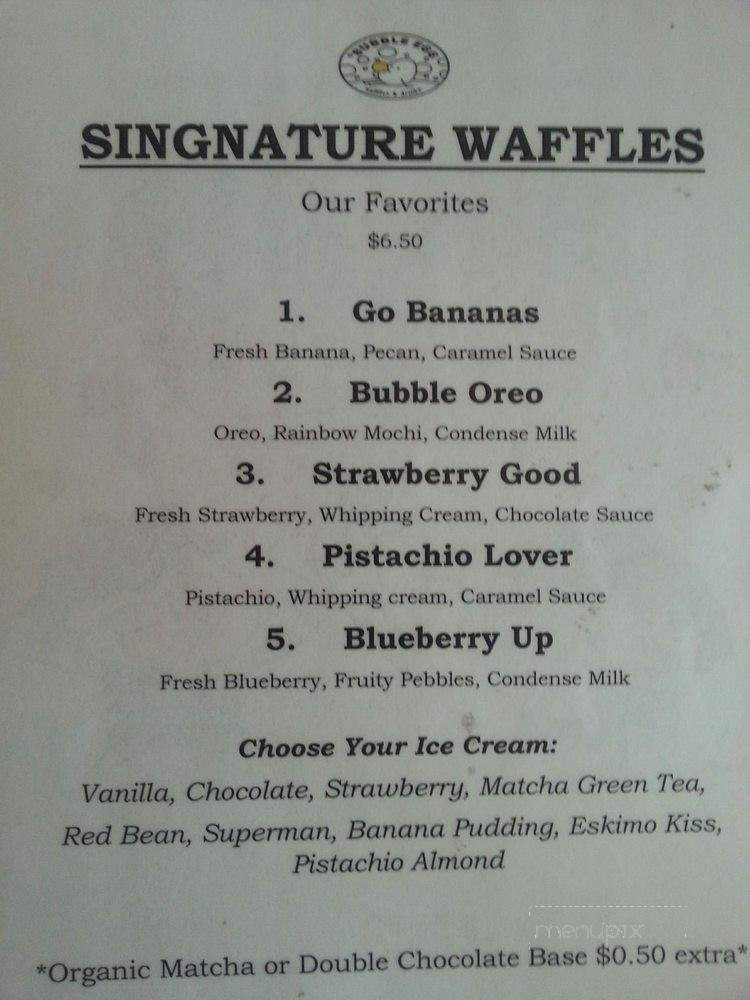 BUBBLE EGG
SINGNATURE WAFFLES
Our Favorites
$6.50
1. Go Bananas
Fresh Banana, Pecan, Caramel Sauce
2. Bubble Oreo
Oreo, Rainbow Mochi, Condense Milk
3. Strawberry Good
Fresh Strawberry, Whipping Cream, Chocolate Sauce
4. Pistachio Lover
Pistachio, Whipping cream, Caramel Sauce
5. Blueberry Up
Fresh Blueberry, Fruity Pebbles, Condense Milk
Choose Your Ice Cream:
Vanilla, Chocolate, Strawberry, Matcha Green Tea,
Red Bean, Superman, Banana Pudding, Eskimo Kiss,
Pistachio Almond
menupix
*Organic Matcha or Double Chocolate Base $0.50 extra*